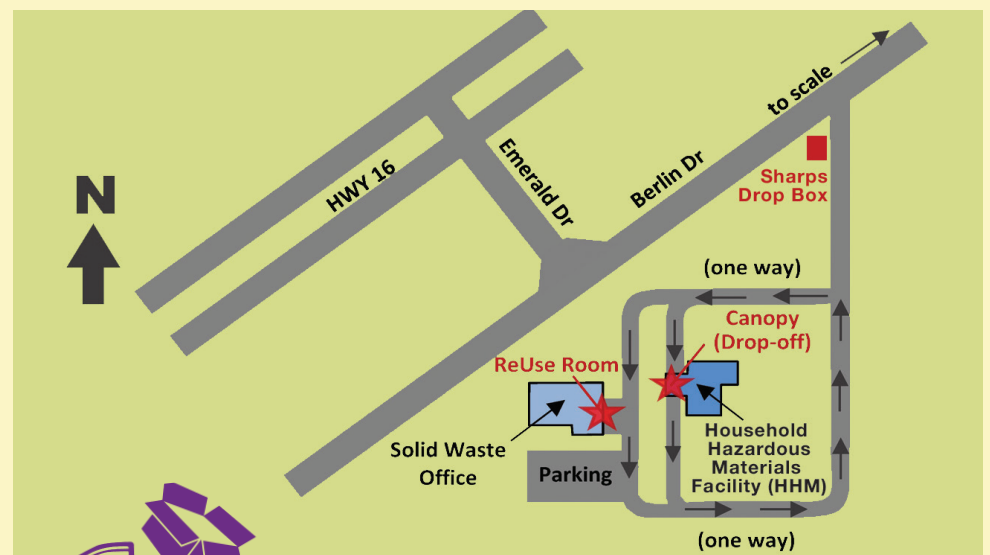 N
HWY 16
Emerald Dr
Berlin Dr
to scale
Sharps
Drop Box
(one way)
Canopy
(Drop-off)
ReUse Room
Solid Waste
Office
Parking
Household
Hazardous
Materials
Facility (HHM)
(one way)